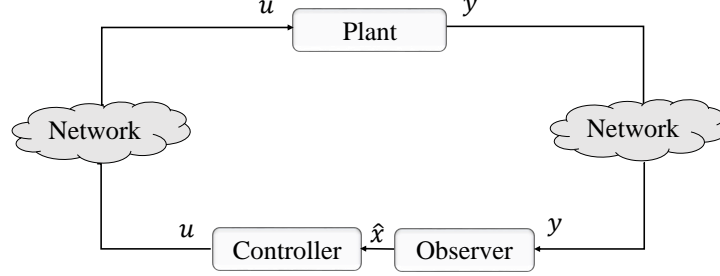 u
y
Plant
Network
Network
u
x̂
y
Controller
Observer